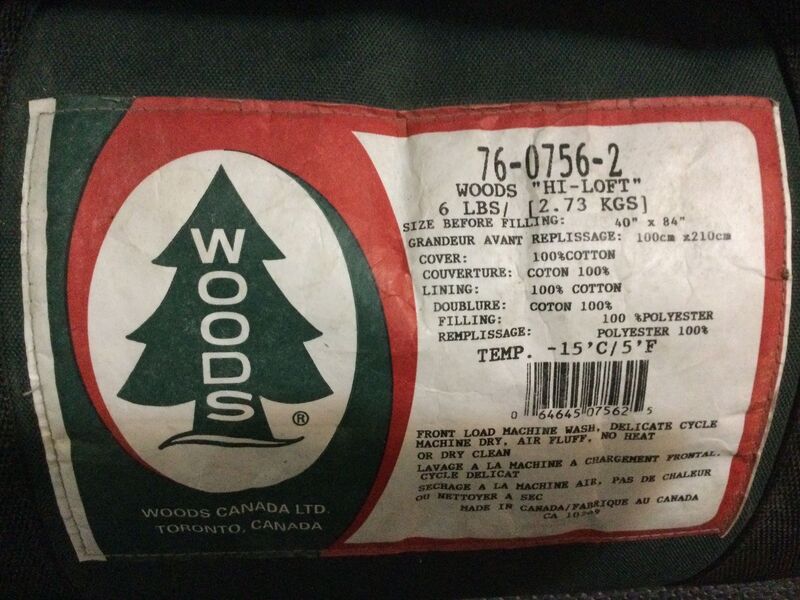 WOODS
®
WOODS CANADA LTD.
TORONTO, CANADA
76-0756-2
WOODS "HI-LOFT"
6 LBS/ [2.73 KGS]
SIZE BEFORE FILLING: 40" x 84"
GRANDEUR AVANT REPLISSAGE: 100cm x210cm
COVER: 100%COTTON
COUVERTURE: COTON 100%
LINING: 100% COTTON
DOUBLURE: COTON 100%
FILLING: 100 %POLYESTER
REMPLISSAGE: POLYESTER 100%
TEMP. -15'C/5'F
0 64645 07562 5
FRONT LOAD MACHINE WASH, DELICATE CYCLE
MACHINE DRY, AIR FLUFF, NO HEAT
OR DRY CLEAN
LAVAGE A LA MACHINE A CHARGEMENT FRONTAL.
CYCLE DELICAT
SECHAGE A LA MACHINE AIR, PAS DE CHALEUR
OU NETTOYER A SEC
MADE IN CANADA/FABRIQUE AU CANADA
CA